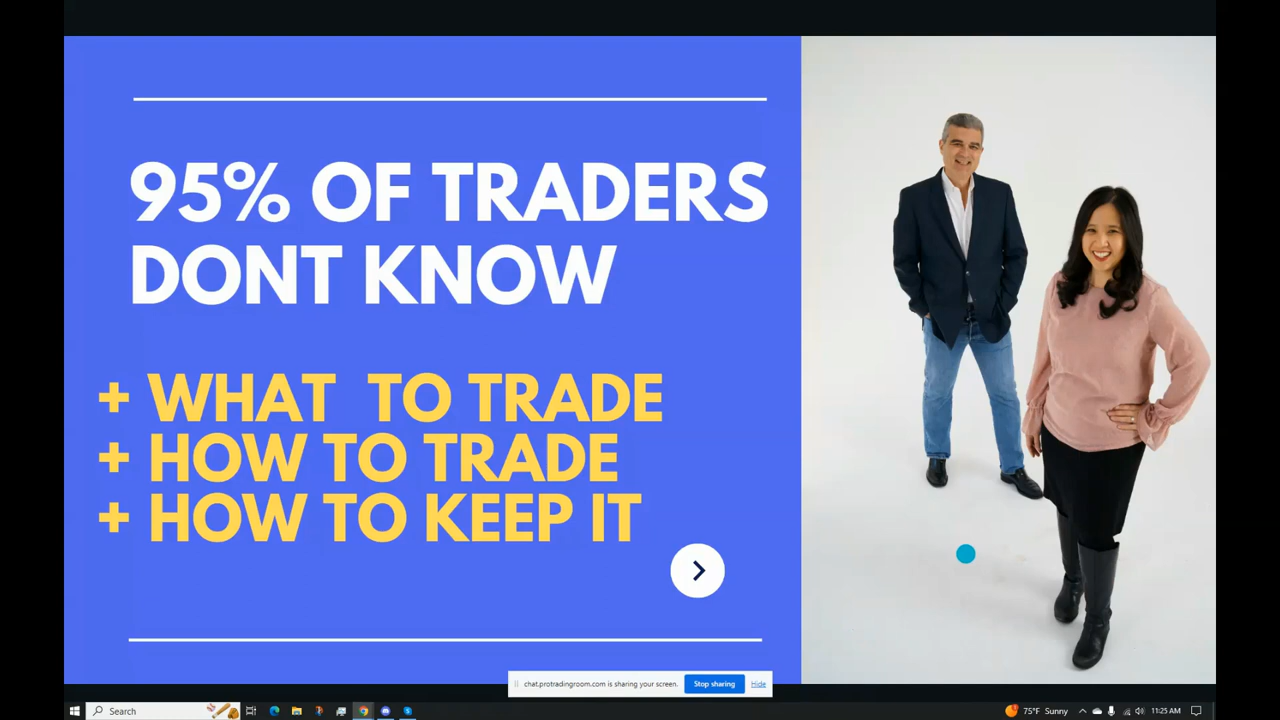 95% OF TRADERS
DONT KNOW
+ WHAT TO TRADE
+ HOW TO TRADE
+ HOW TO KEEP IT
chat.protradingroom.com is sharing your screen.
Stop sharing
Hide
Search
75°F Sunny
11:25 AM